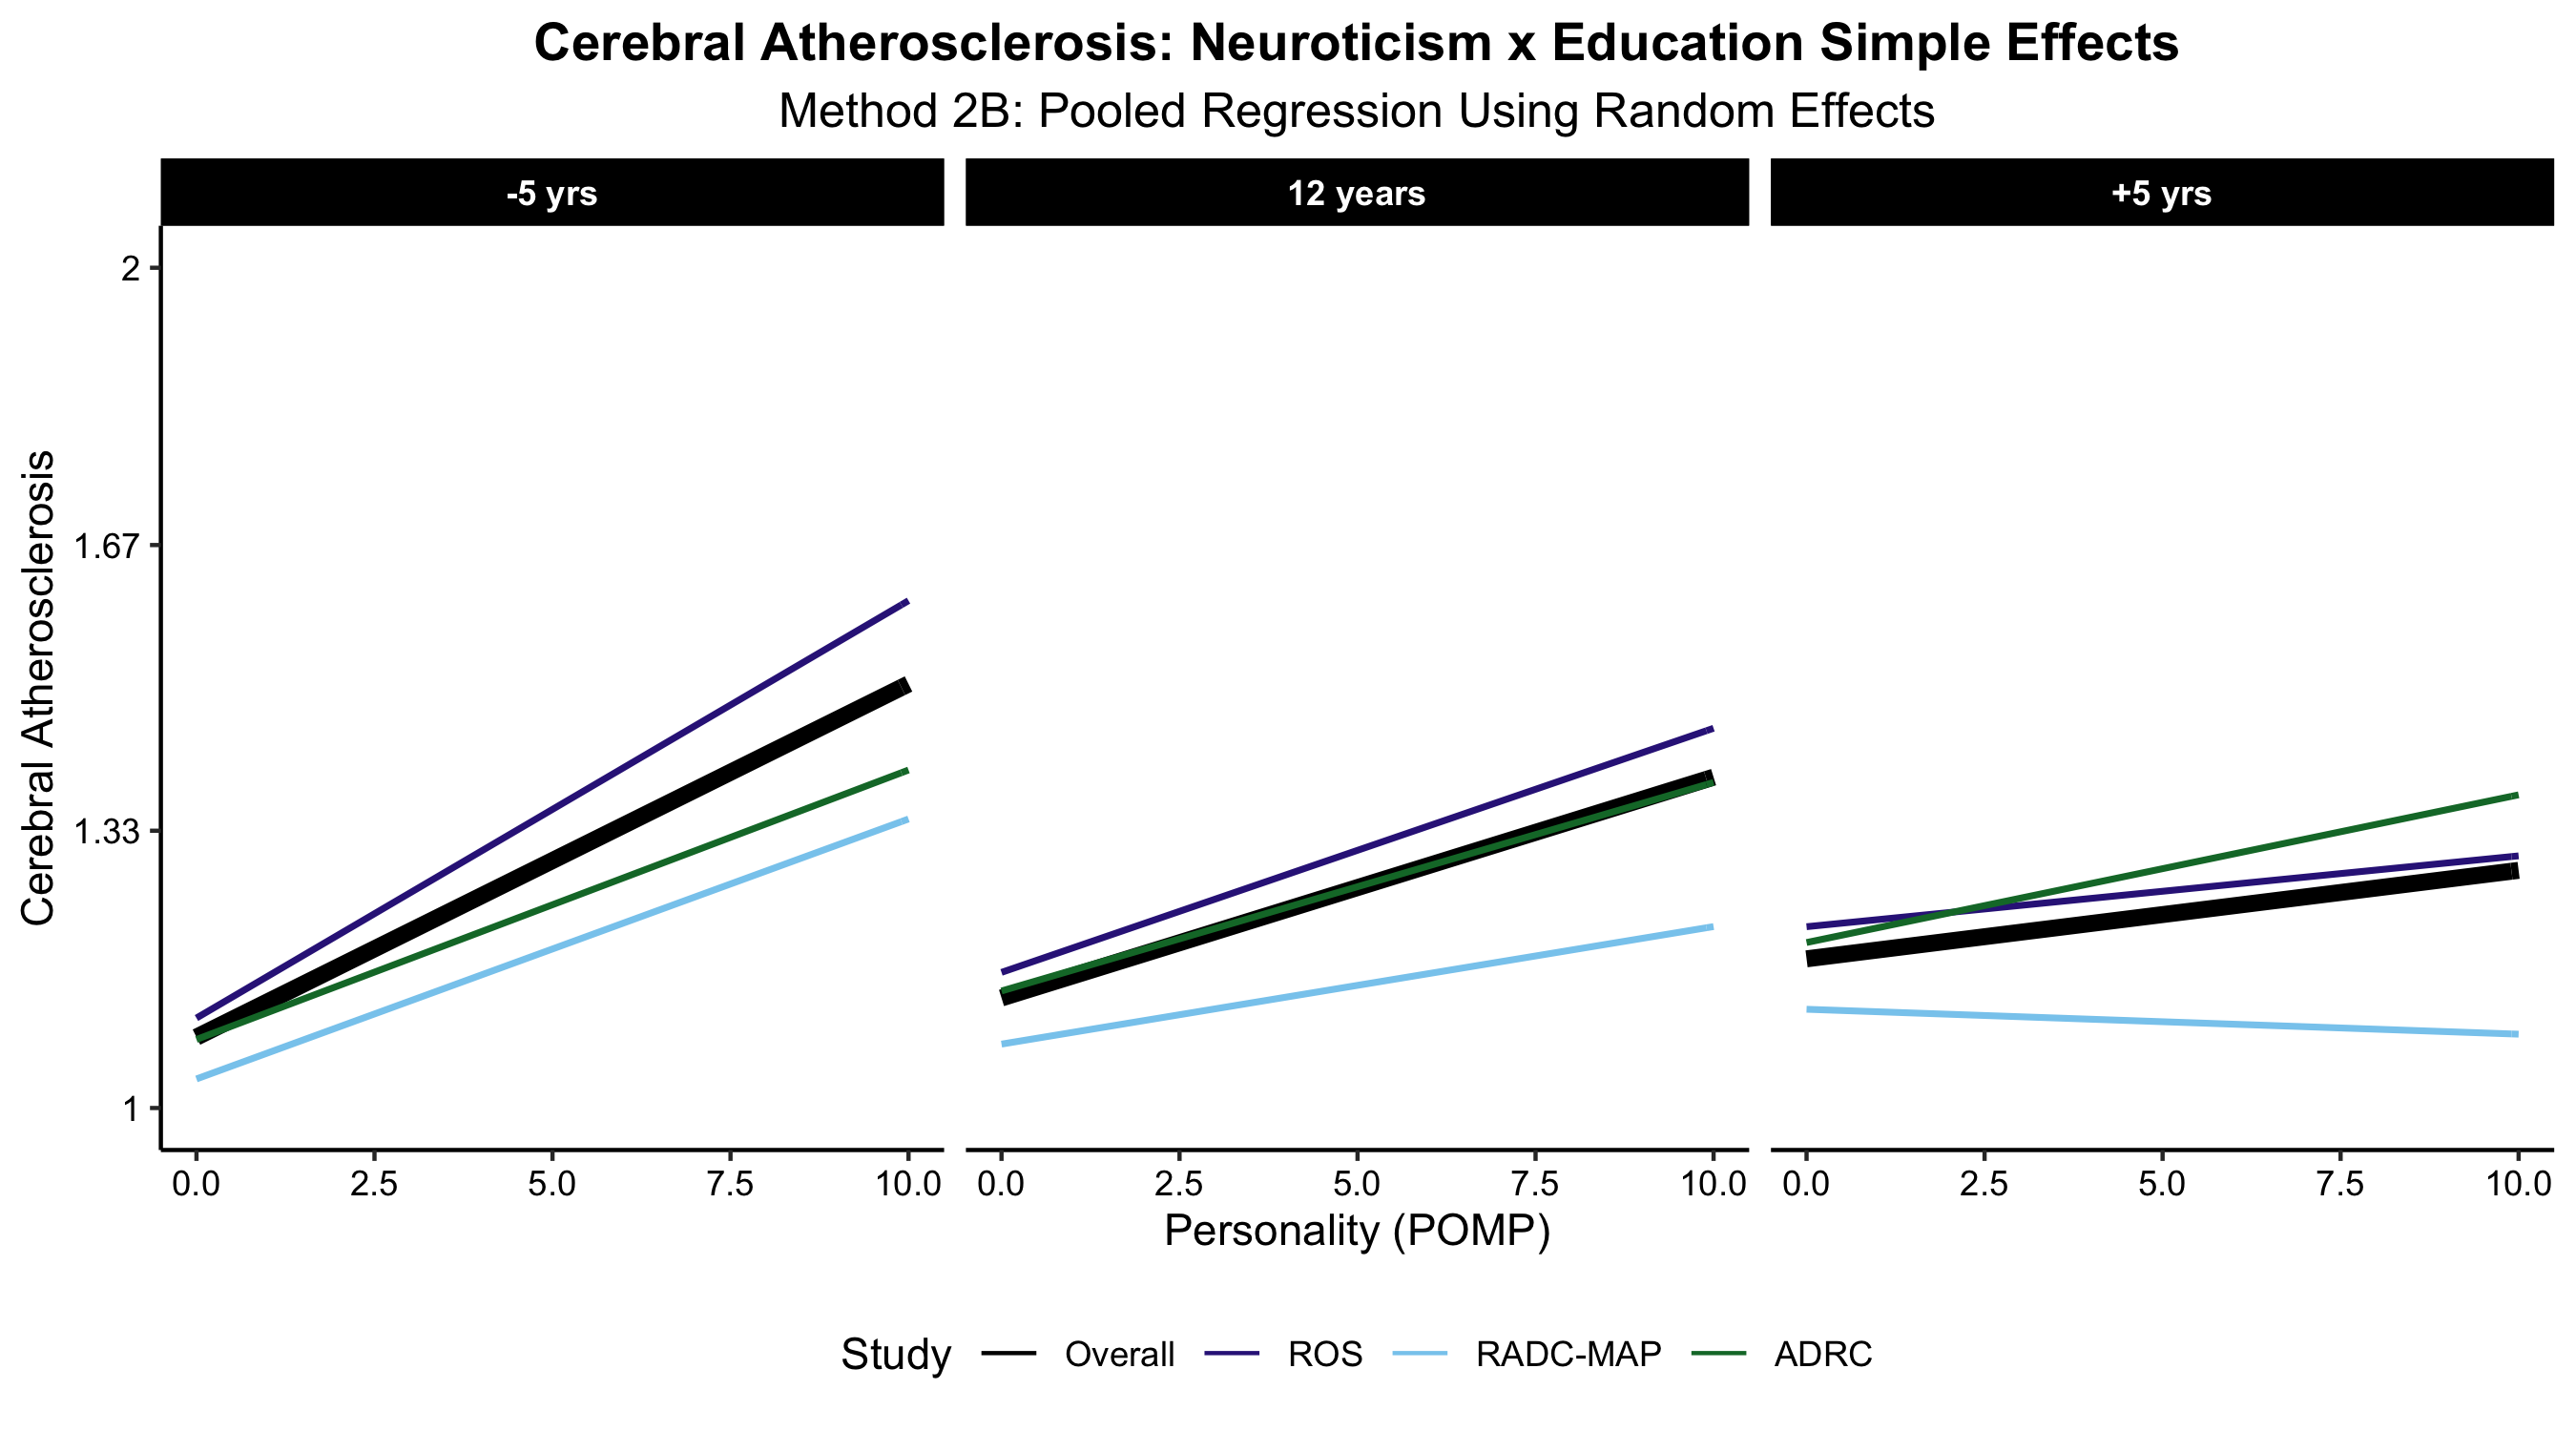 Cerebral Atherosclerosis: Neuroticism x Education Simple Effects
Method 2B: Pooled Regression Using Random Effects
-5 yrs 12 years +5 yrs
Cerebral Atherosclerosis
2
1.67
1.33
1
0.0 2.5 5.0 7.5 10.0 0.0 2.5 5.0 7.5 10.0 0.0 2.5 5.0 7.5 10.0
Personality (POMP)
Study Overall ROS RADC-MAP ADRC